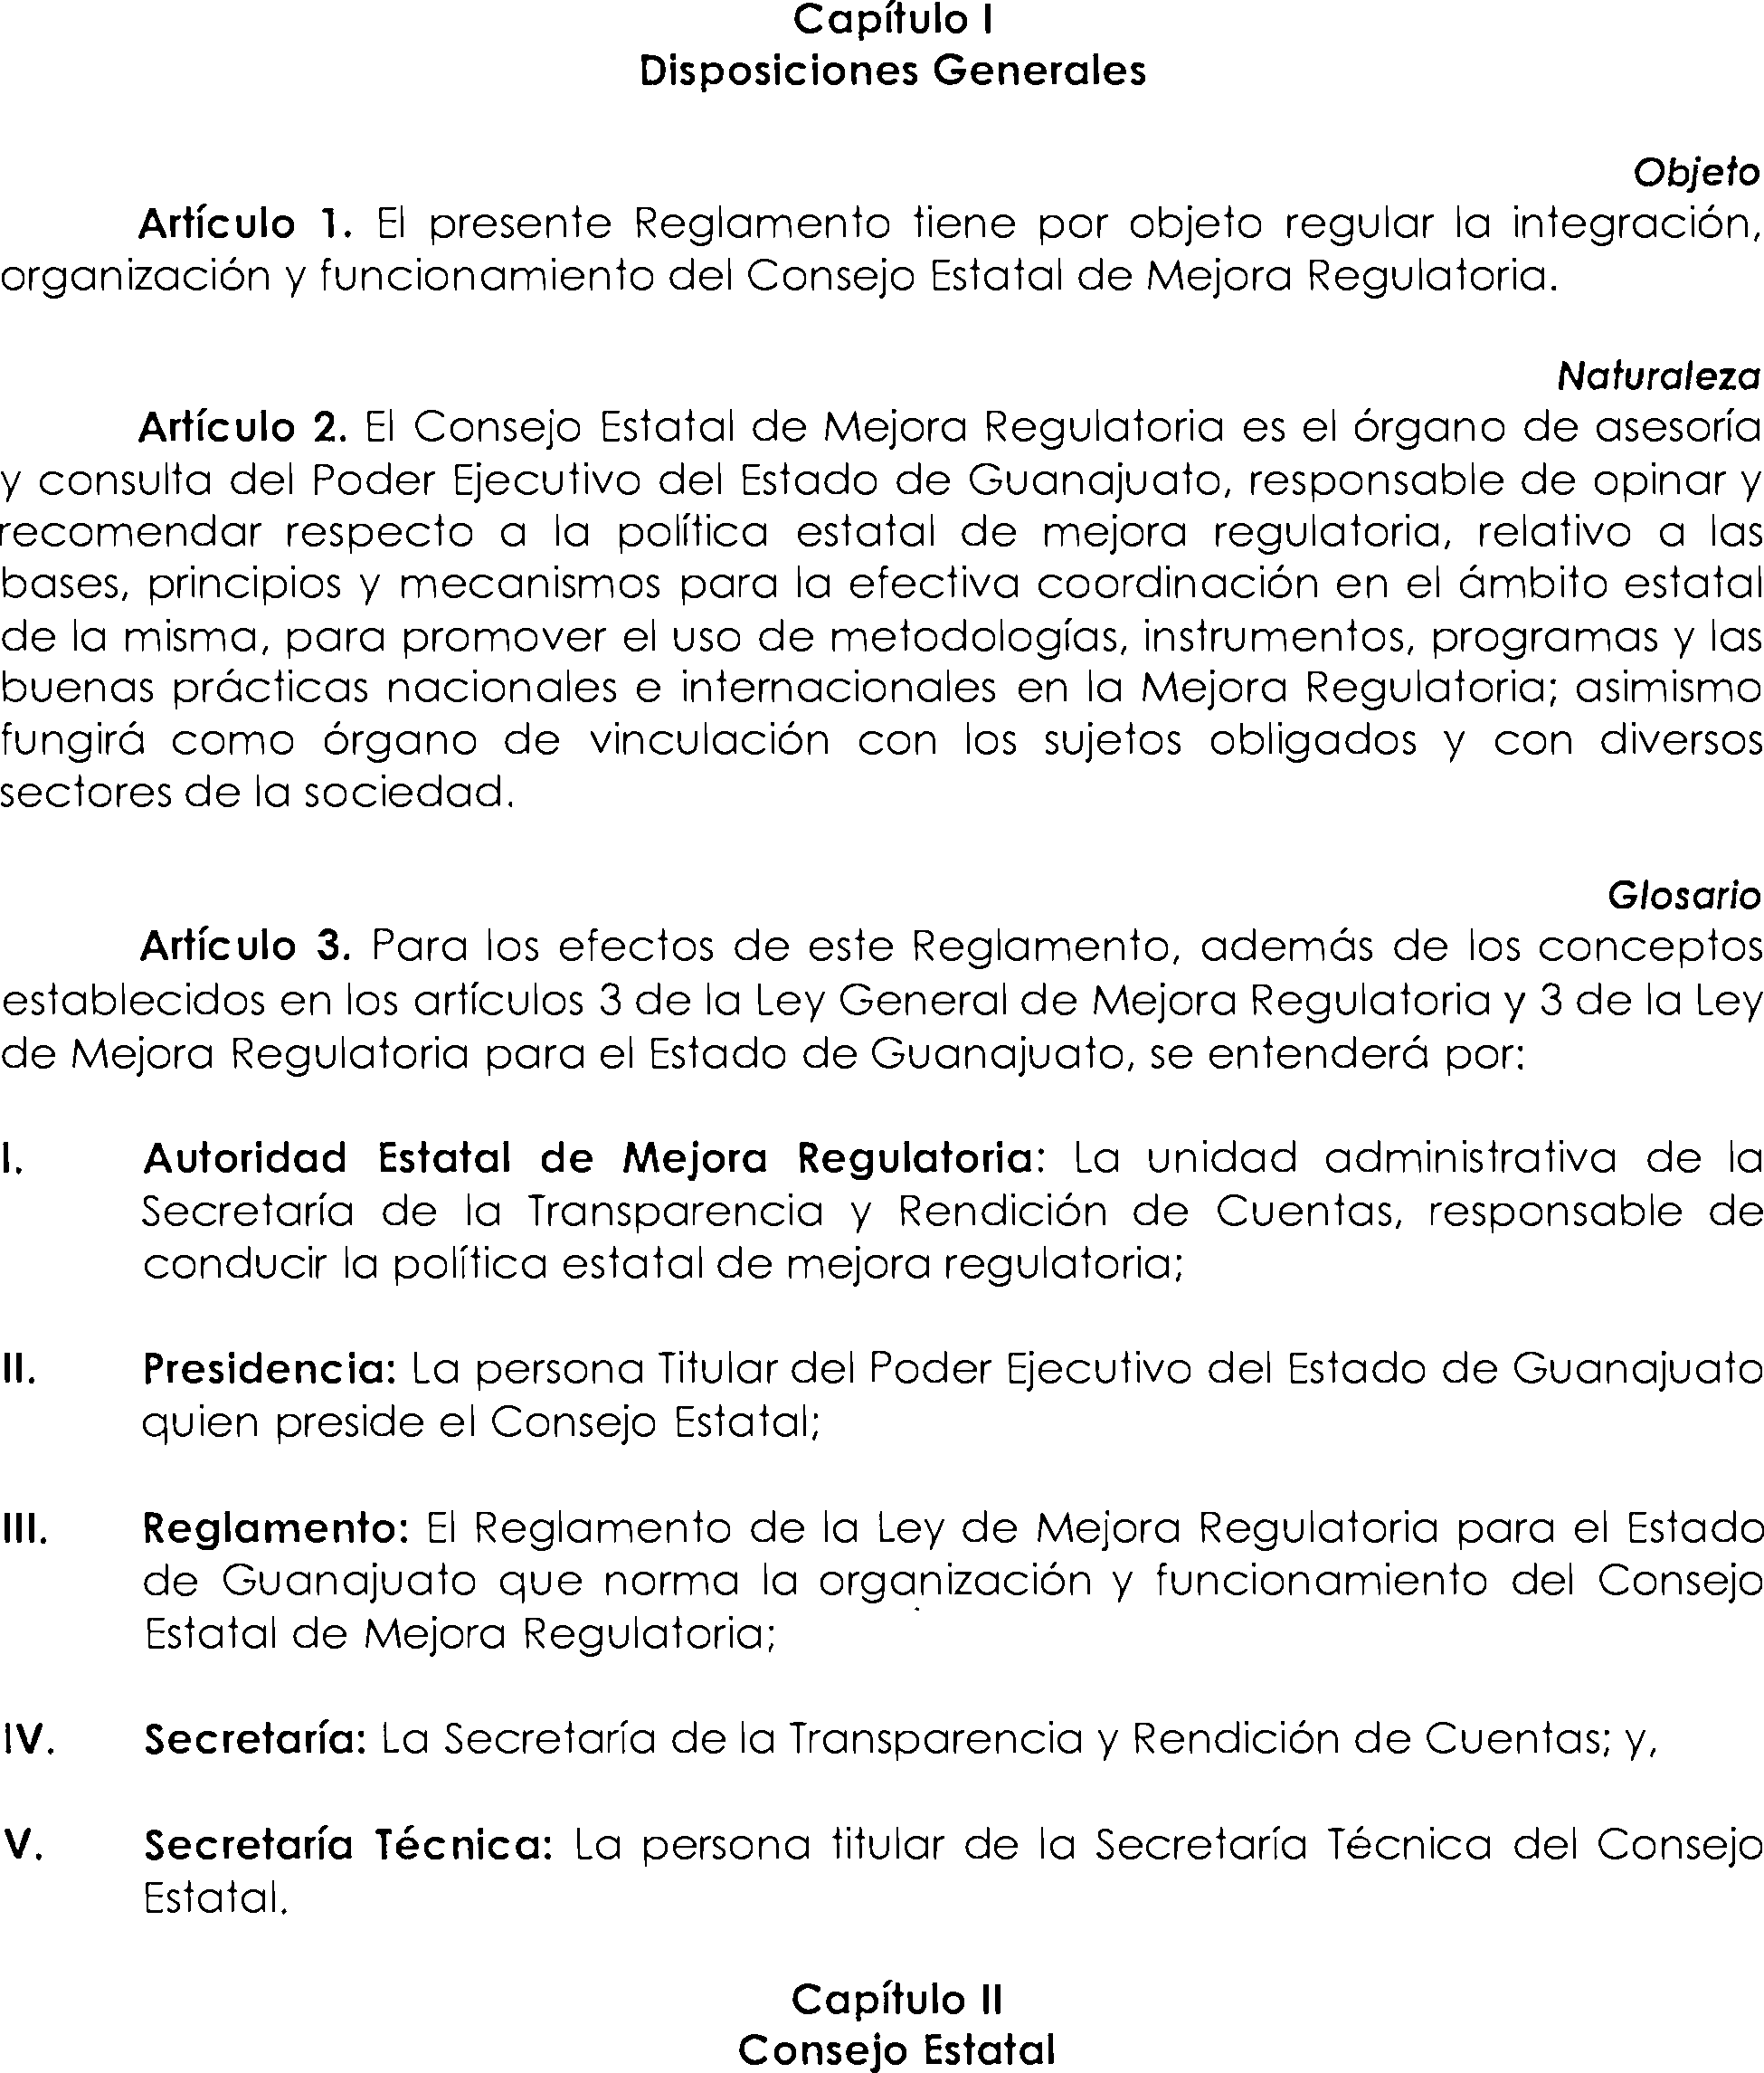 Capítulo I
Disposiciones Generales
Objeto
Artículo 1. El presente Reglamento tiene por objeto regular la integración,
organización y funcionamiento del Consejo Estatal de Mejora Regulatoria.
Naturaleza
Artículo 2. El Consejo Estatal de Mejora Regulatoria es el órgano de asesoría
y consulta del Poder Ejecutivo del Estado de Guanajuato, responsable de opinar y
recomendar respecto a la política estatal de mejora regulatoria, relativo a las
bases, principios y mecanismos para la efectiva coordinación en el ámbito estatal
de la misma, para promover el uso de metodologías, instrumentos, programas y las
buenas prácticas nacionales e internacionales en la Mejora Regulatoria; asimismo
fungirá como órgano de vinculación con los sujetos obligados y con diversos
sectores de la sociedad.
Glosario
Artículo 3. Para los efectos de este Reglamento, además de los conceptos
establecidos en los artículos 3 de la Ley General de Mejora Regulatoria y 3 de la Ley
de Mejora Regulatoria para el Estado de Guanajuato, se entenderá por:
I. Autoridad Estatal de Mejora Regulatoria: La unidad administrativa de la
Secretaría de la Transparencia y Rendición de Cuentas, responsable de
conducir la política estatal de mejora regulatoria;
II. Presidencia: La persona Titular del Poder Ejecutivo del Estado de Guanajuato
quien preside el Consejo Estatal;
III. Reglamento: El Reglamento de la Ley de Mejora Regulatoria para el Estado
de Guanajuato que norma la organización y funcionamiento del Consejo
Estatal de Mejora Regulatoria;
IV. Secretaría: La Secretaría de la Transparencia y Rendición de Cuentas; y,
V. Secretaría Técnica: La persona titular de la Secretaría Técnica del Consejo
Estatal.
Capítulo II
Consejo Estatal